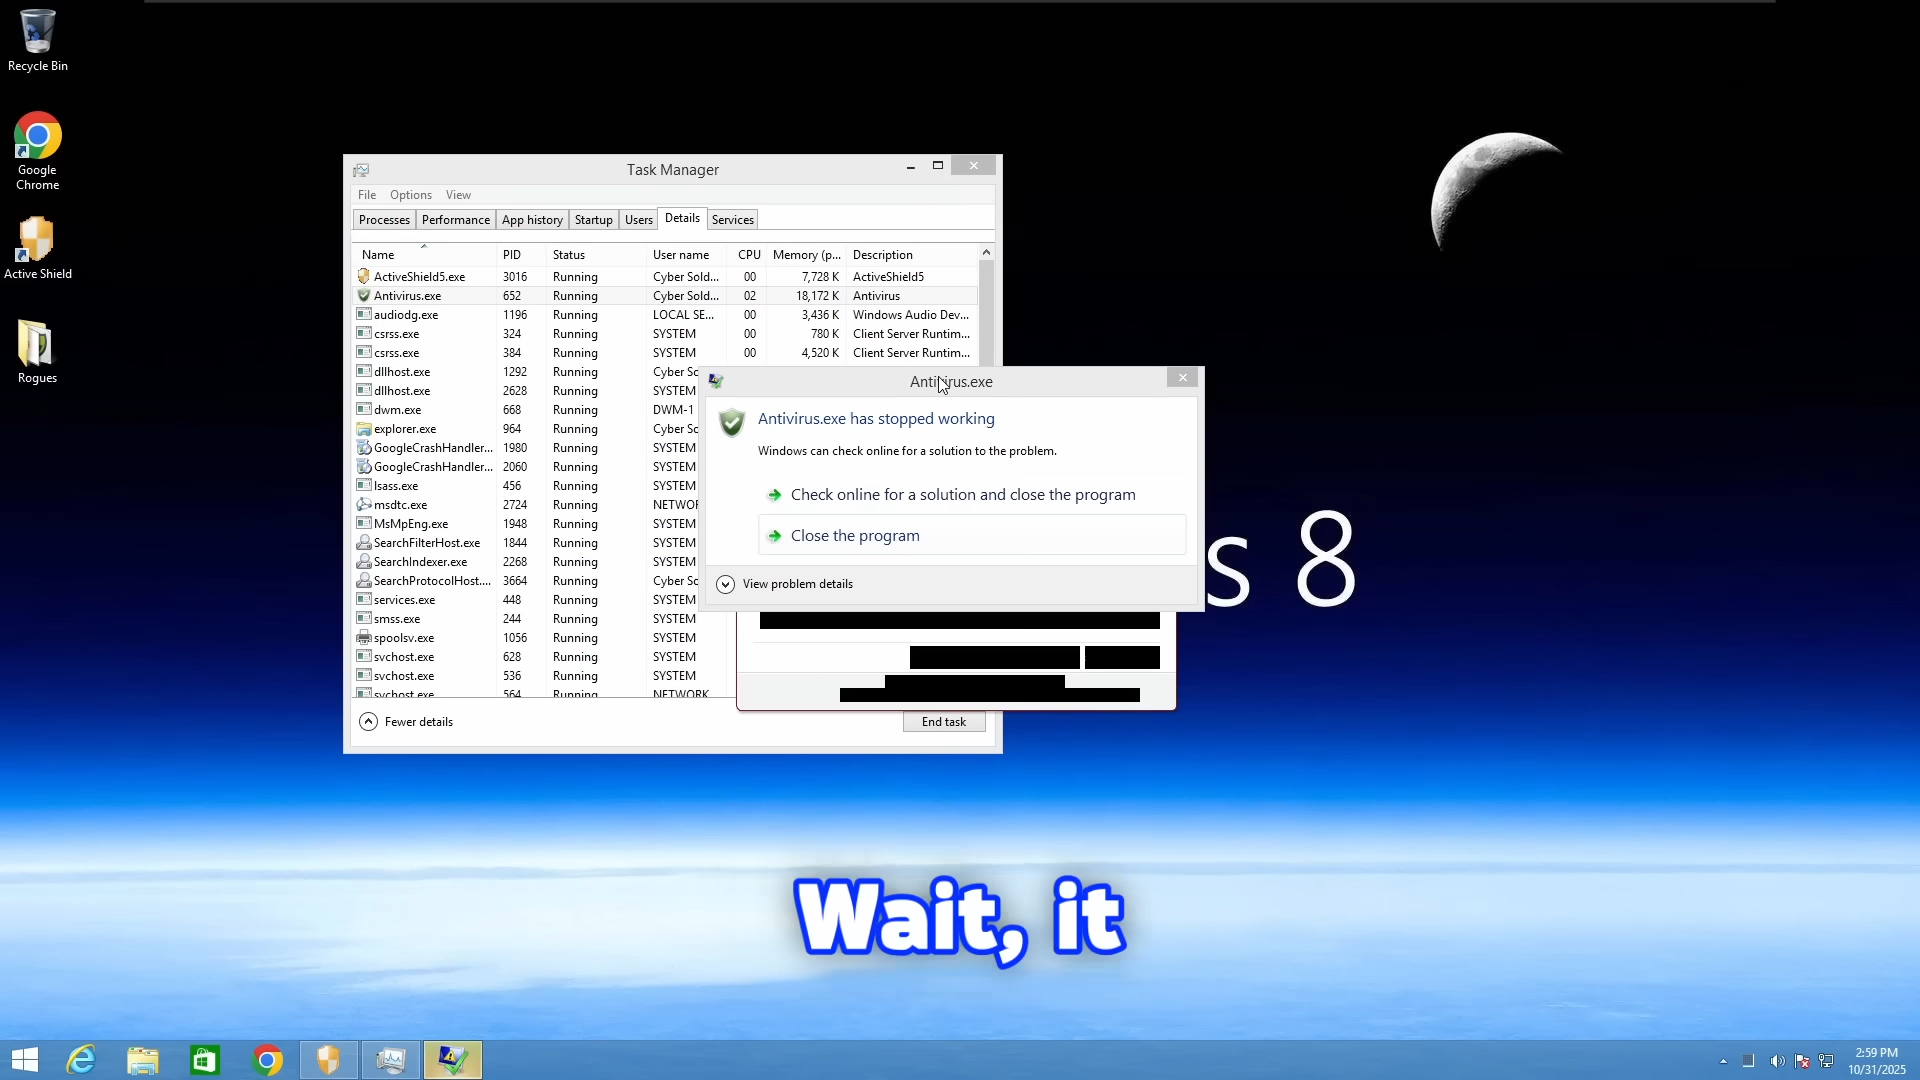 Recycle Bin
Google
Chrome
Active Shield
Rogues
Task Manager
File Options View
Processes Performance App history Startup Users Details Services
Name PID Status User name CPU Memory (p... Description
ActiveShield5.exe 3016 Running Cyber Sold... 00 7,728 K ActiveShield5
Antivirus.exe 652 Running Cyber Sold... 02 18,172 K Antivirus
audiodg.exe 1196 Running LOCAL SE... 00 3,436 K Windows Audio Dev...
csrss.exe 324 Running SYSTEM 00 780 K Client Server Runtim...
csrss.exe 384 Running SYSTEM 00 4,520 K Client Server Runtim...
dllhost.exe 1292 Running Cyber Sc
dllhost.exe 2628 Running SYSTEM
dwm.exe 668 Running DWM-1
explorer.exe 964 Running Cyber Sc
GoogleCrashHandler... 1980 Running SYSTEM
GoogleCrashHandler... 2060 Running SYSTEM
lsass.exe 456 Running SYSTEM
msdtc.exe 2724 Running NETWOR
MsMpEng.exe 1948 Running SYSTEM
SearchFilterHost.exe 1844 Running SYSTEM
SearchIndexer.exe 2268 Running SYSTEM
SearchProtocolHost.... 3664 Running Cyber Sc
services.exe 448 Running SYSTEM
smss.exe 244 Running SYSTEM
spoolsv.exe 1056 Running SYSTEM
svchost.exe 628 Running SYSTEM
svchost.exe 536 Running SYSTEM
svchost.exe 564 Running NETWORK
Fewer details
End task
Antivirus.exe
Antivirus.exe has stopped working
Windows can check online for a solution to the problem.
Check online for a solution and close the program
Close the program
View problem details
s 8
Wait, it
2:59 PM
10/31/2025